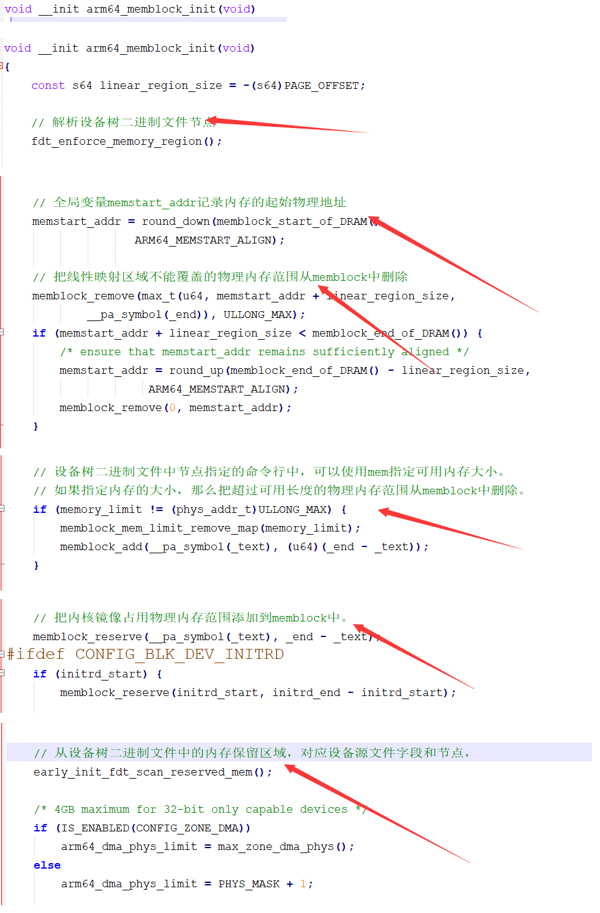 void __init arm64_memblock_init(void)
void __init arm64_memblock_init(void)
{
const s64 linear_region_size = -(s64)PAGE_OFFSET;
// 解析设备树二进制文件节点
fdt_enforce_memory_region();
// 全局变量memstart_addr记录内存的起始物理地址
memstart_addr = round_down(memblock_start_of_DRAM(),
ARM64_MEMSTART_ALIGN);
// 把线性映射区域不能覆盖的物理内存范围从memblock中删除
memblock_remove(max_t(u64, memstart_addr + linear_region_size,
__pa_symbol(_end)), ULLONG_MAX);
if (memstart_addr + linear_region_size < memblock_end_of_DRAM()) {
/* ensure that memstart_addr remains sufficiently aligned */
memstart_addr = round_up(memblock_end_of_DRAM() - linear_region_size,
ARM64_MEMSTART_ALIGN);
memblock_remove(0, memstart_addr);
}
// 设备树二进制文件中节点指定的命令行中，可以使用mem指定可用内存大小。
// 如果指定内存的大小，那么把超过可用长度的物理内存范围从memblock中删除。
if (memory_limit != (phys_addr_t)ULLONG_MAX) {
memblock_mem_limit_remove_map(memory_limit);
memblock_add(__pa_symbol(_text), (u64)(_end - _text));
}
// 把内核镜像占用物理内存范围添加到memblock中。
memblock_reserve(__pa_symbol(_text), _end - _text);
#ifdef CONFIG_BLK_DEV_INITRD
if (initrd_start) {
memblock_reserve(initrd_start, initrd_end - initrd_start);
// 从设备树二进制文件中的内存保留区域，对应设备源文件字段和节点，
early_init_fdt_scan_reserved_mem();
/* 4GB maximum for 32-bit only capable devices */
if (IS_ENABLED(CONFIG_ZONE_DMA))
arm64_dma_phys_limit = max_zone_dma_phys();
else
arm64_dma_phys_limit = PHYS_MASK + 1;